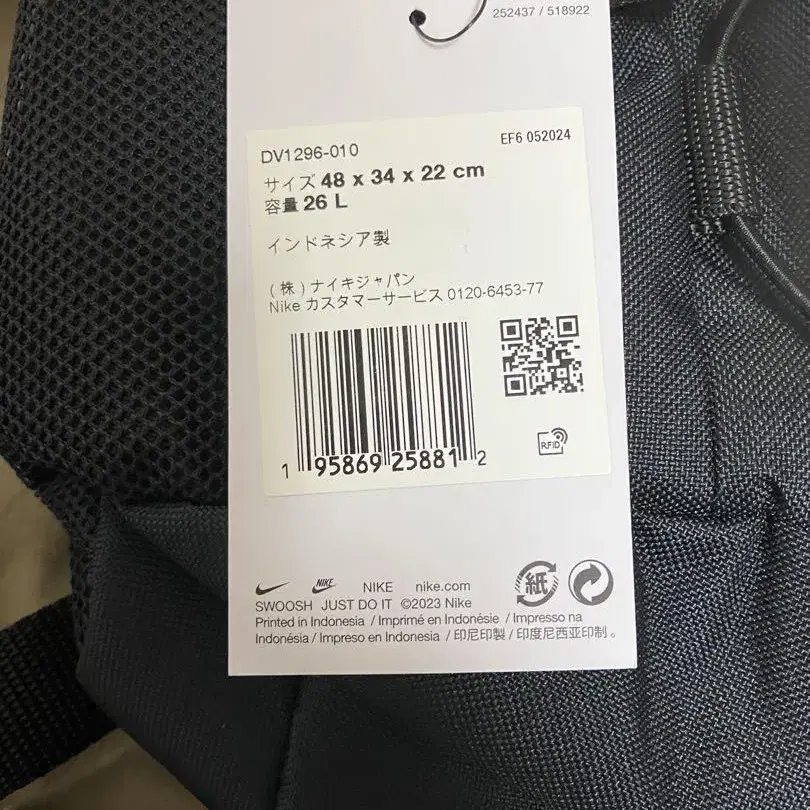 252437 / 518922
EF6 052024
DV1296-010
サイズ 48 x 34 x 22 cm
容量 26 L
インドネシア製
(株)ナイキジャパン
Nike カスタマーサービス 0120-6453-77
1 95869 25881 2
RFID
紙
NIKE NIKE nike.com
SWOOSH JUST DO IT ©2023 Nike
Printed in Indonesia / Imprimé en Indonésie / Impresso na
Indonésia / Impreso en Indonesia / 印尼印製 / 印度尼西亚印制。